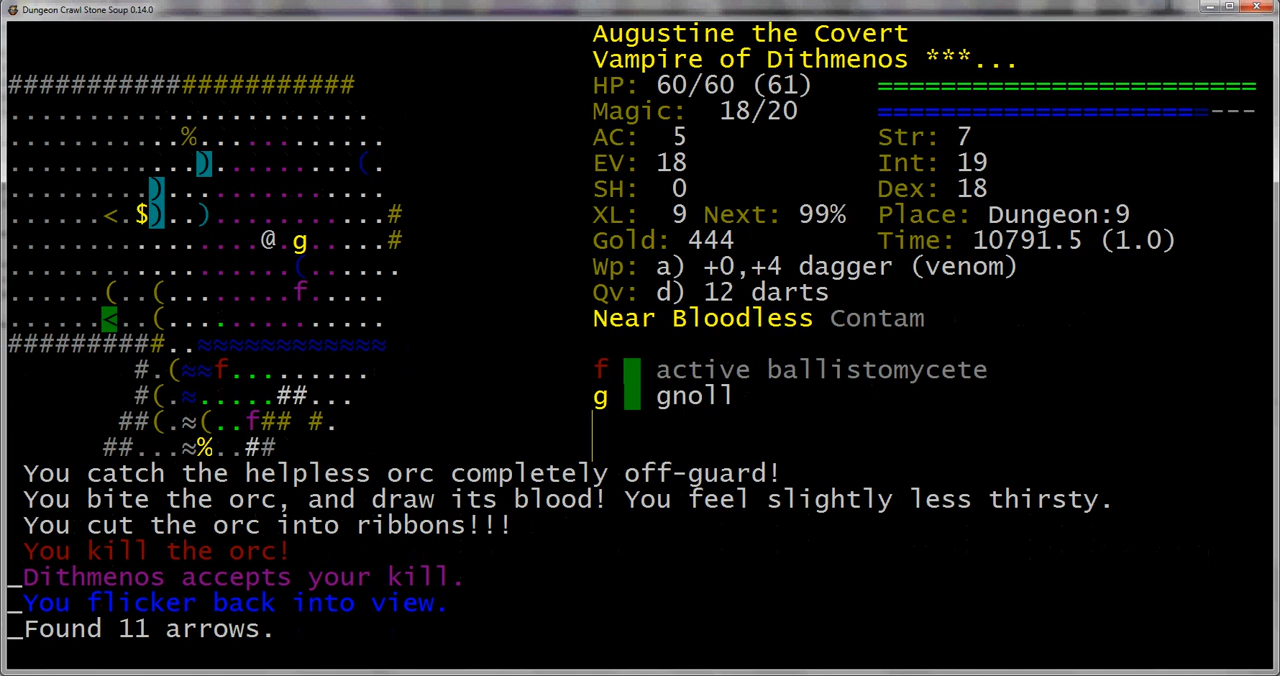 Dungeon Crawl Stone Soup 0.14.0
Augustine the Covert
Vampire of Dithmenos ***...
HP: 60/60 (61) ========================
Magic: 18/20 =====================---
AC: 5 Str: 7
EV: 18 Int: 19
SH: 0 Dex: 18
XL: 9 Next: 99% Place: Dungeon:9
Gold: 444 Time: 10791.5 (1.0)
Wp: a) +0,+4 dagger (venom)
Qv: d) 12 darts
Near Bloodless Contam
f active ballistomycete
g gnoll
You catch the helpless orc completely off-guard!
You bite the orc, and draw its blood! You feel slightly less thirsty.
You cut the orc into ribbons!!!
You kill the orc!
_Dithmenos accepts your kill.
_You flicker back into view.
_Found 11 arrows.